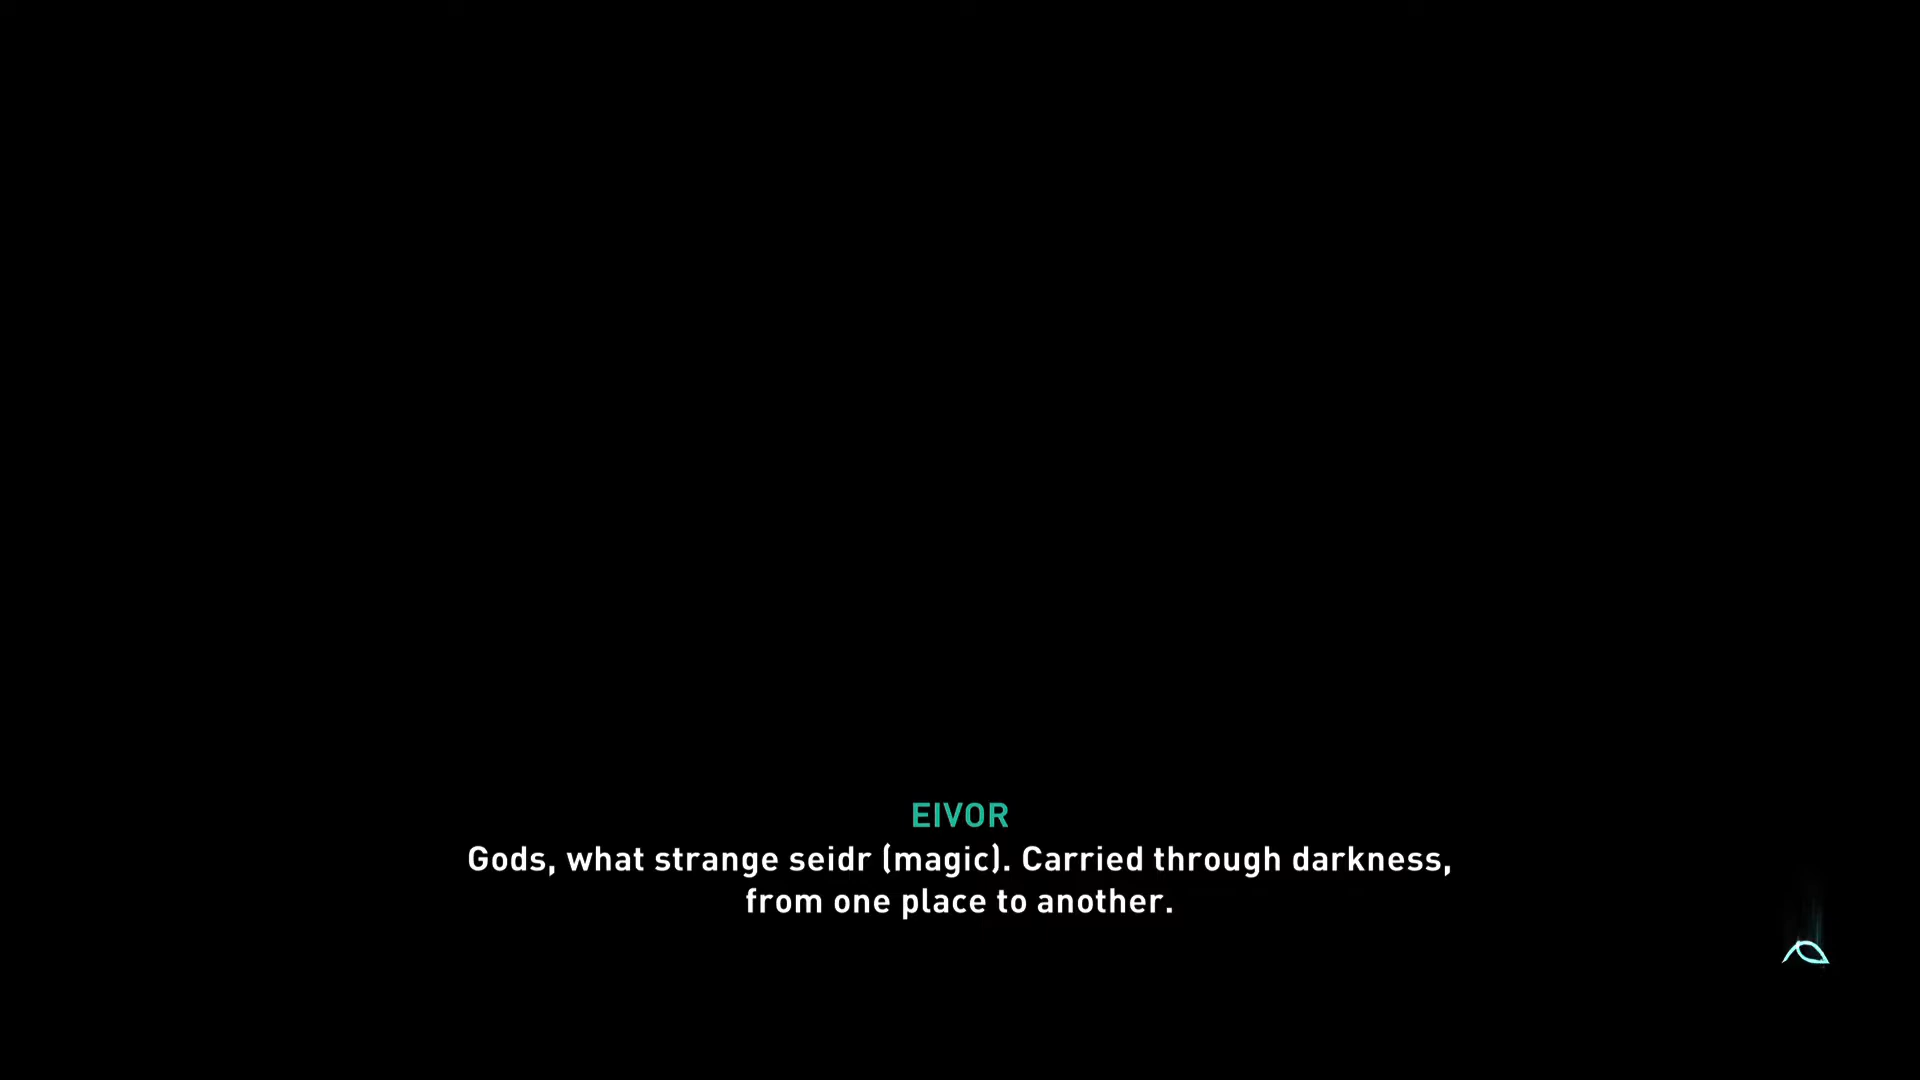 EIVOR
Gods, what strange seidr (magic). Carried through darkness,
from one place to another.